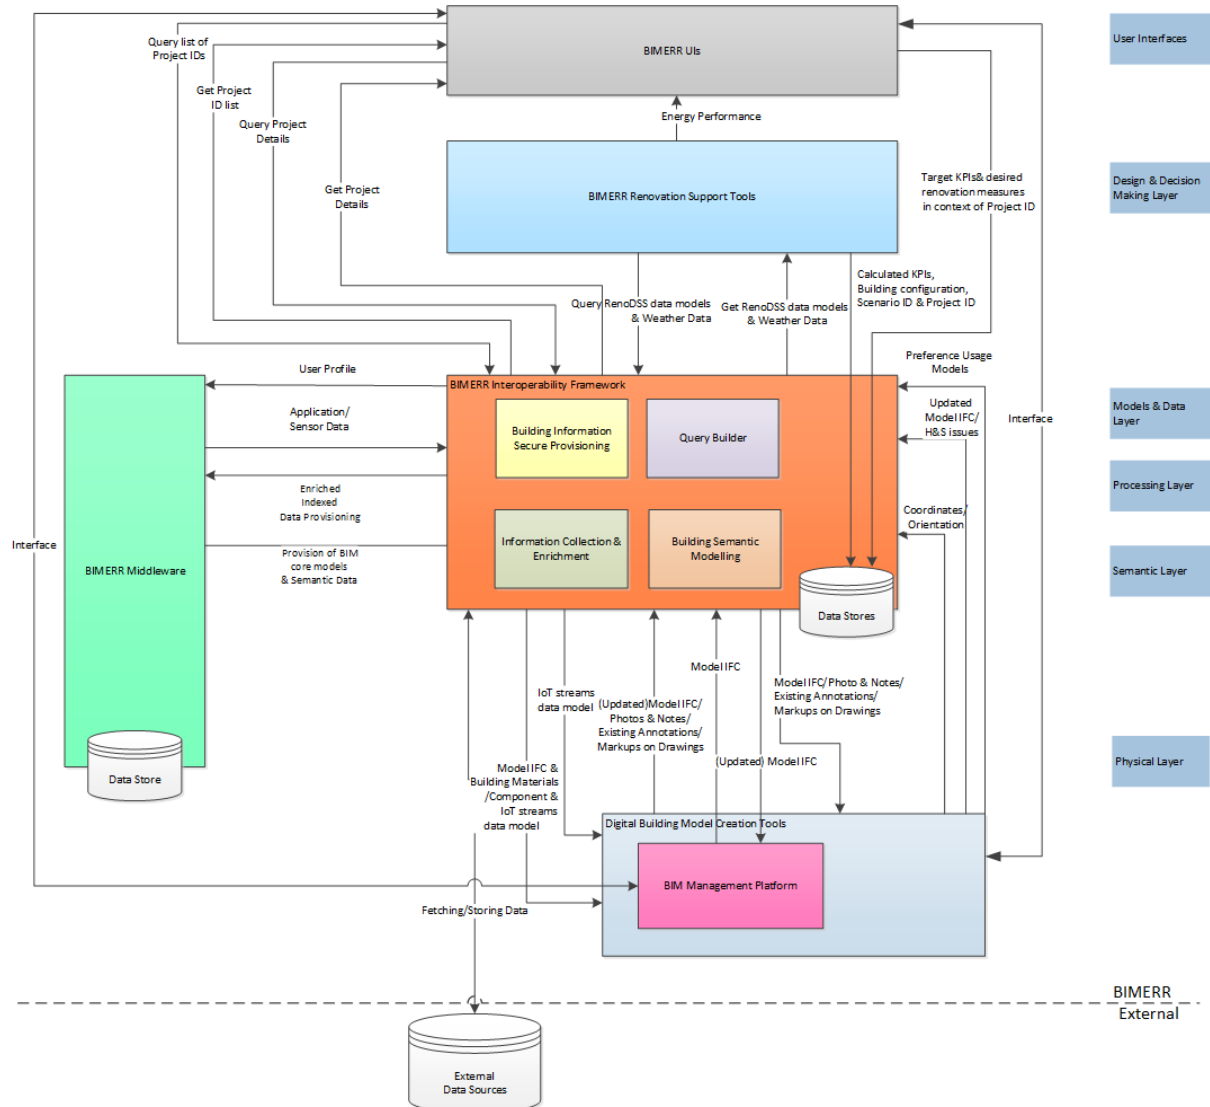 BIMERR UIs
User Interfaces
Query list of
Project IDs
Get Project
ID list
Query Project
Details
Get Project
Details
Energy Performance
BIMERR Renovation Support Tools
Target KPIs& desired
renovation measures
in context of Project ID
Design & Decision
Making Layer
Query RenoDSS data models
& Weather Data
Get RenoDSS data models
& Weather Data
Calculated KPIs,
Building configuration,
Scenario ID & Project ID
User Profile
Application/
Sensor Data
Enriched
Indexed
Data Provisioning
Provision of BIM
core models
& Semantic Data
Interface
BIMERR Middleware
Data Store
BIMERR Interoperability Framework
Building Information
Secure Provisioning
Query Builder
Information Collection &
Enrichment
Building Semantic
Modelling
Data Stores
Preference Usage
Models
Updated
Model IFC/
H&S issues
Coordinates/
Orientation
Interface
Models & Data
Layer
Processing Layer
Semantic Layer
Physical Layer
IoT streams
data model
(Updated)Model IFC/
Photos & Notes/
Existing Annotations/
Markups on Drawings
Model IFC
Model IFC/Photo & Notes/
Existing Annotations/
Markups on Drawings
(Updated) Model IFC
Model IFC &
Building Materials
/Component &
IoT streams
data model
Digital Building Model Creation Tools
BIM Management Platform
Fetching/Storing Data
BIMERR
External
External
Data Sources